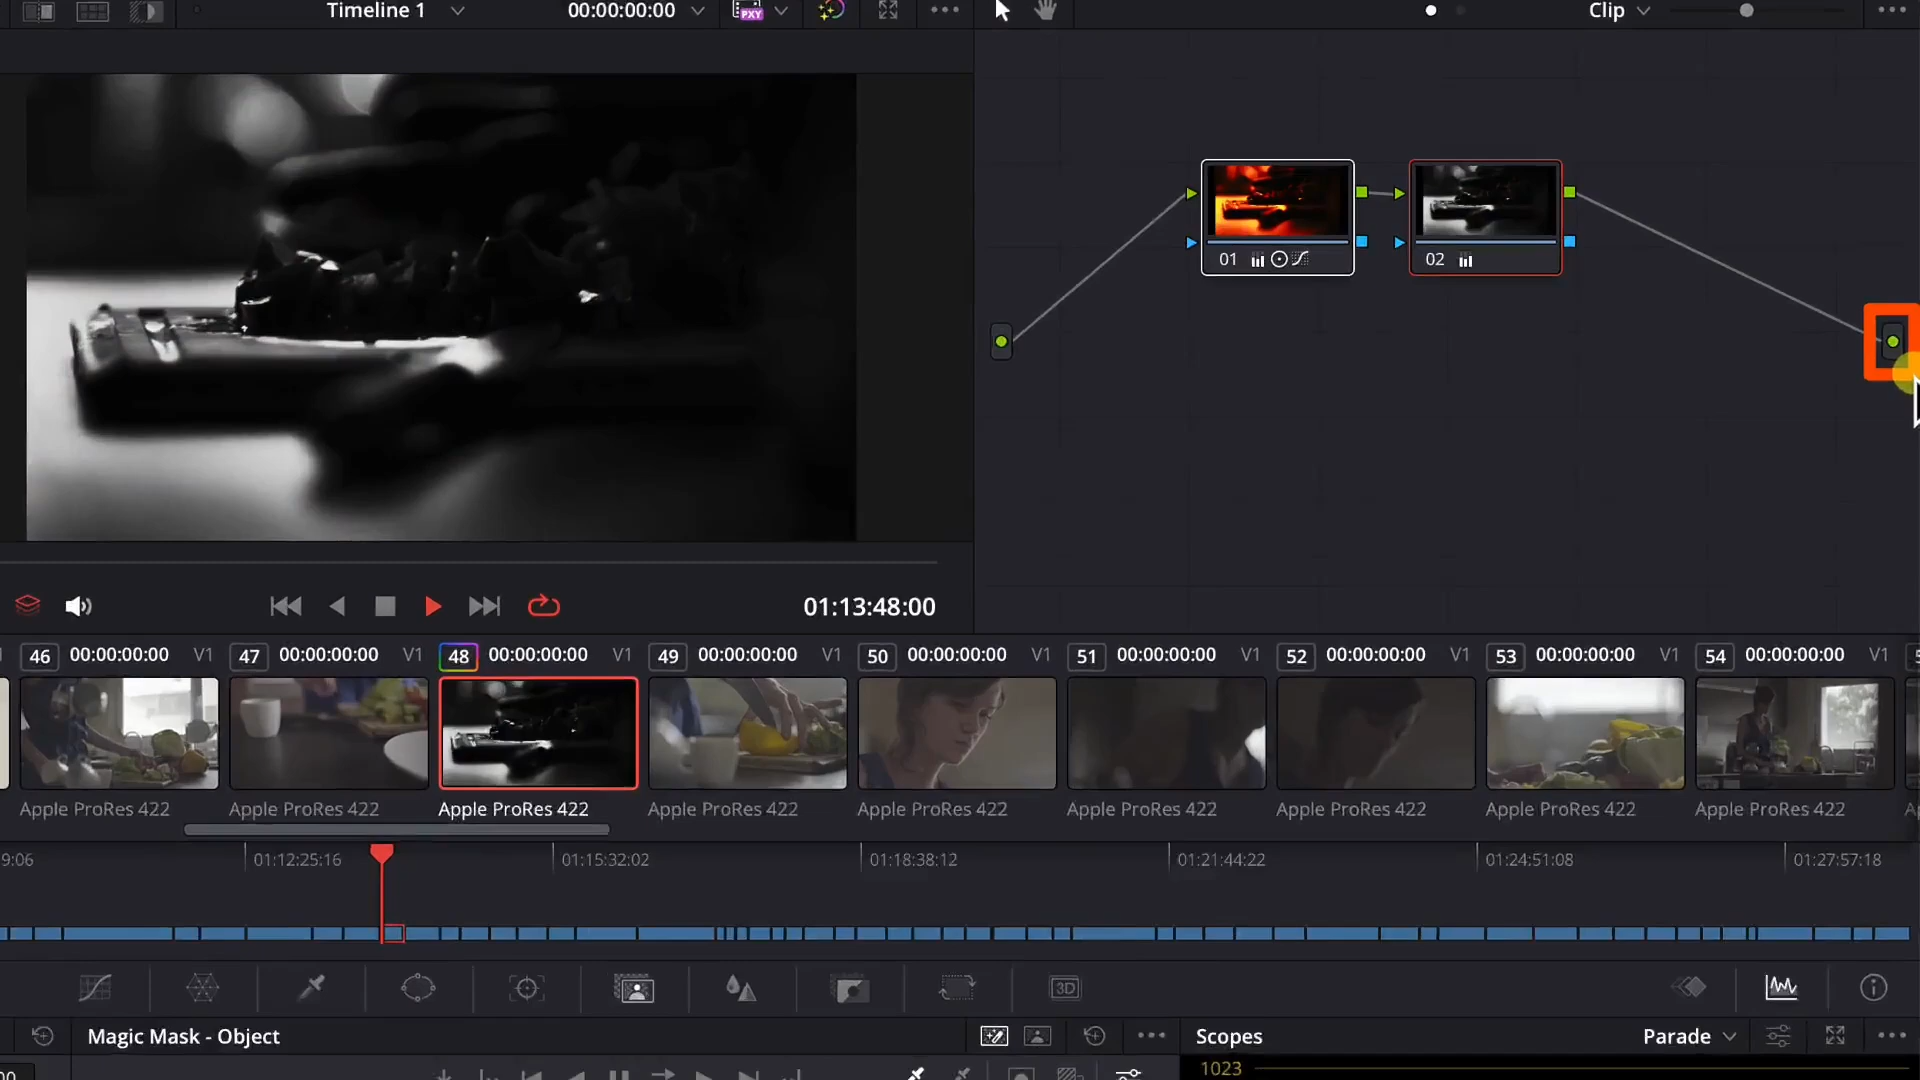 Timeline 1 00:00:00:00 PXY Clip
01 02
01:13:48:00
46 00:00:00:00 V1 47 00:00:00:00 V1 48 00:00:00:00 V1 49 00:00:00:00 V1 50 00:00:00:00 V1 51 00:00:00:00 V1 52 00:00:00:00 V1 53 00:00:00:00 V1 54 00:00:00:00 V1
Apple ProRes 422 Apple ProRes 422 Apple ProRes 422 Apple ProRes 422 Apple ProRes 422 Apple ProRes 422 Apple ProRes 422 Apple ProRes 422 Apple ProRes 422
9:06 01:12:25:16 01:15:32:02 01:18:38:12 01:21:44:22 01:24:51:08 01:27:57:18
3D
Magic Mask - Object Scopes Parade
1023